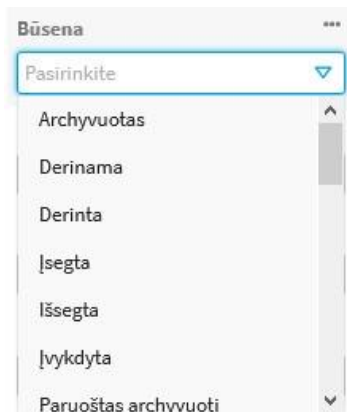 Būsena
Pasirinkite
Archyvuotas
Derinama
Derinta
Įsegta
Išsegta
Įvykdyta
Paruoštas archyvuoti